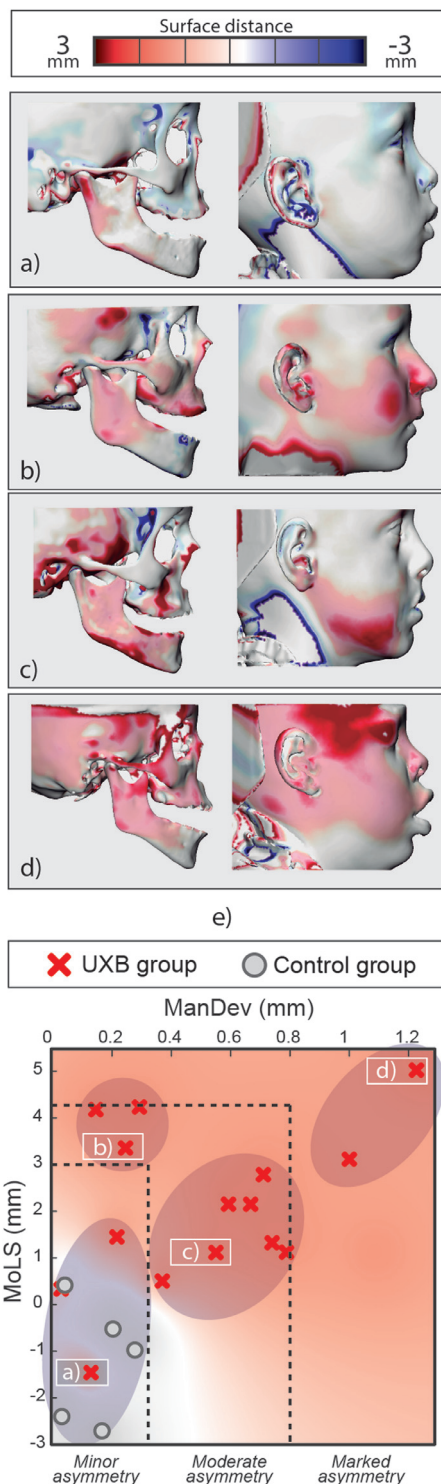 Surface distance
3 mm
-3 mm
a)
b)
c)
d)
e)
UXB group Control group
ManDev (mm)
0 0.2 0.4 0.6 0.8 1 1.2
MoLS (mm)
5
4
3
2
1
0
-1
-2
-3
d)
b)
c)
a)
Minor asymmetry
Moderate asymmetry
Marked asymmetry